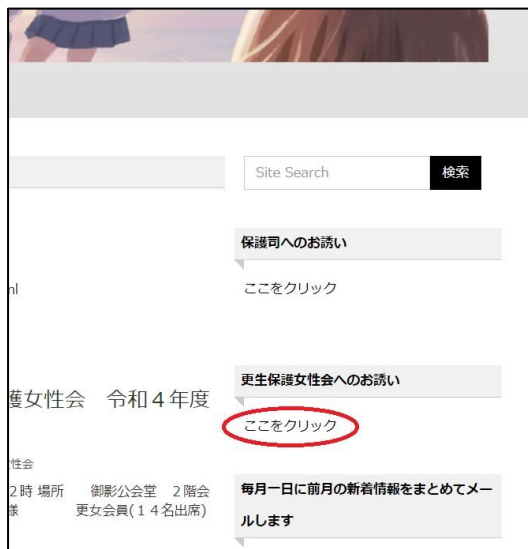 Site Search 検索
保護司へのお誘い
ここをクリック
nl
更生保護女性会へのお誘い
護女性会 令和4年度
ここをクリック
性会
2時 場所 御影公会堂 2階会
様 更女会員(14名出席)
毎月一日に前月の新着情報をまとめてメー
ルします